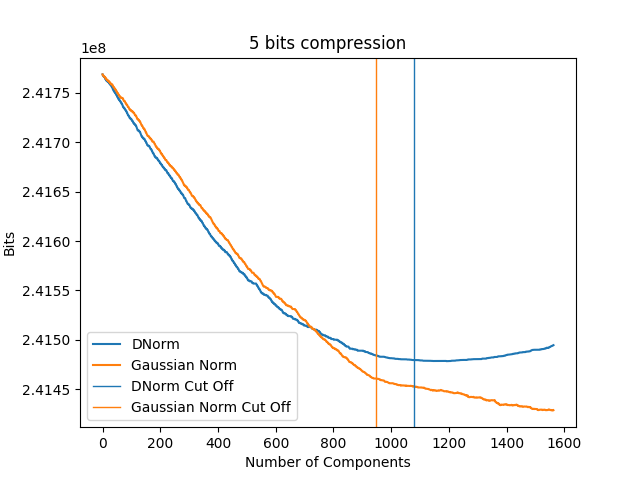 5 bits compression
1e8
2.4175
2.4170
2.4165
2.4160
2.4155
2.4150
2.4145
Bits
DNorm
Gaussian Norm
DNorm Cut Off
Gaussian Norm Cut Off
0 200 400 600 800 1000 1200 1400 1600
Number of Components